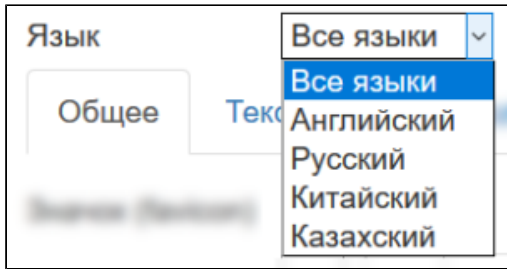 Язык Все языки
Все языки
Общее
Английский
Русский
Китайский
Казахский